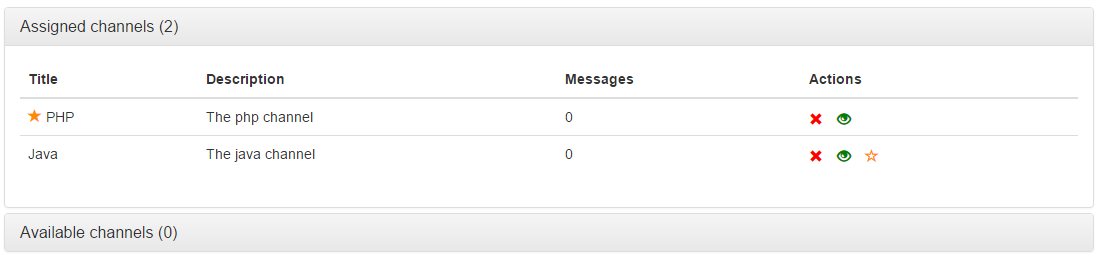 Assigned channels (2)
Title Description Messages Actions
PHP The php channel 0
Java The java channel 0
Available channels (0)